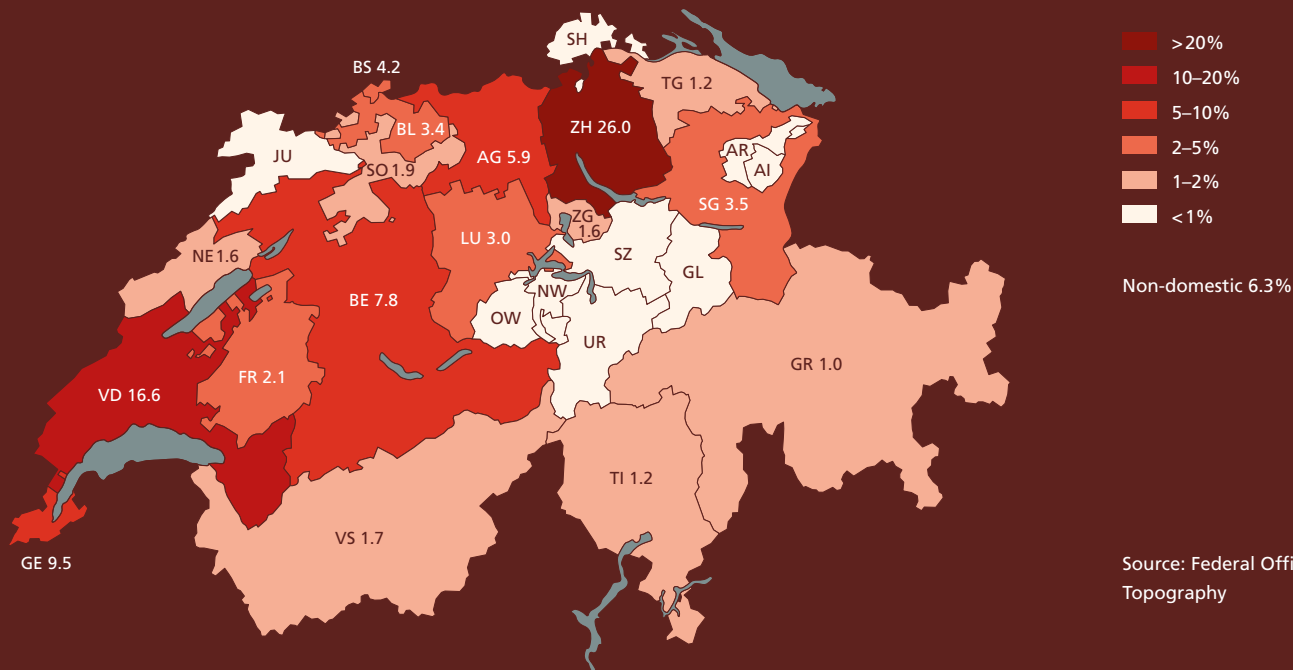 SH
BS 4.2
TG 1.2
BL 3.4
ZH 26.0
JU
AG 5.9
SO 1.9
AR
AI
SG 3.5
ZG
1.6
LU 3.0
NE 1.6
SZ
GL
NW
BE 7.8
OW
UR
GR 1.0
FR 2.1
VD 16.6
TI 1.2
VS 1.7
GE 9.5
>20%
10–20%
5–10%
2–5%
1–2%
<1%
Non-domestic 6.3%
Source: Federal Offi
Topography